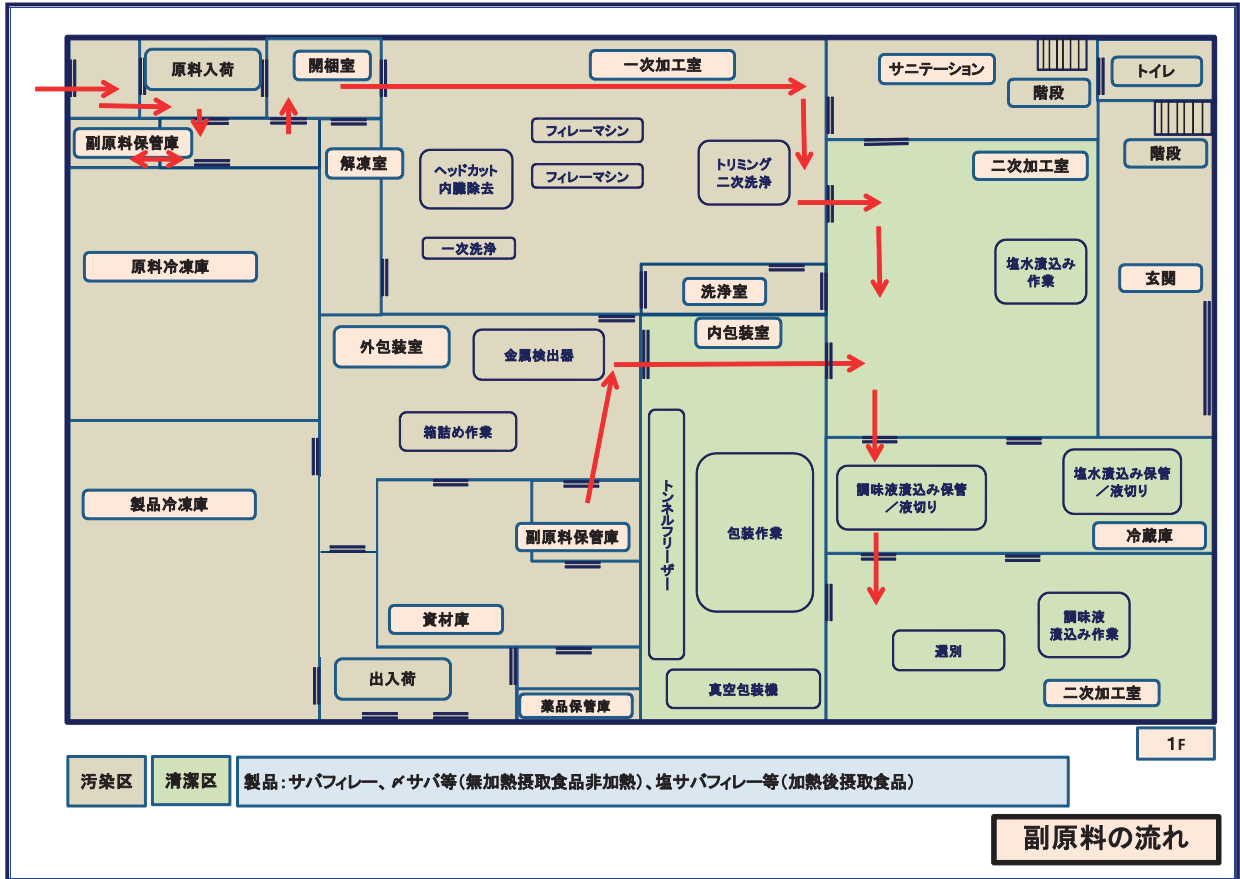 原料入荷
開梱室
一次加工室
サニテーション
階段
トイレ
副原料保管庫
解凍室
ヘッドカット
内臓除去
フィレーマシン
フィレーマシン
トリミング
二次洗浄
二次加工室
階段
一次洗浄
原料冷凍庫
洗浄室
塩水漬込み
作業
玄関
外包装室
金属検出器
内包装室
箱詰め作業
製品冷凍庫
トンネルフリーザー
包装作業
調味液漬込み保管
／液切り
塩水漬込み保管
／液切り
冷蔵庫
副原料保管庫
資材庫
調味液
漬込み作業
選別
出入荷
真空包装機
二次加工室
薬品保管庫
1F
汚染区
清潔区
製品：サバフィレー、〆サバ等（無加熱摂取食品非加熱）、塩サバフィレー等（加熱後摂取食品）
副原料の流れ